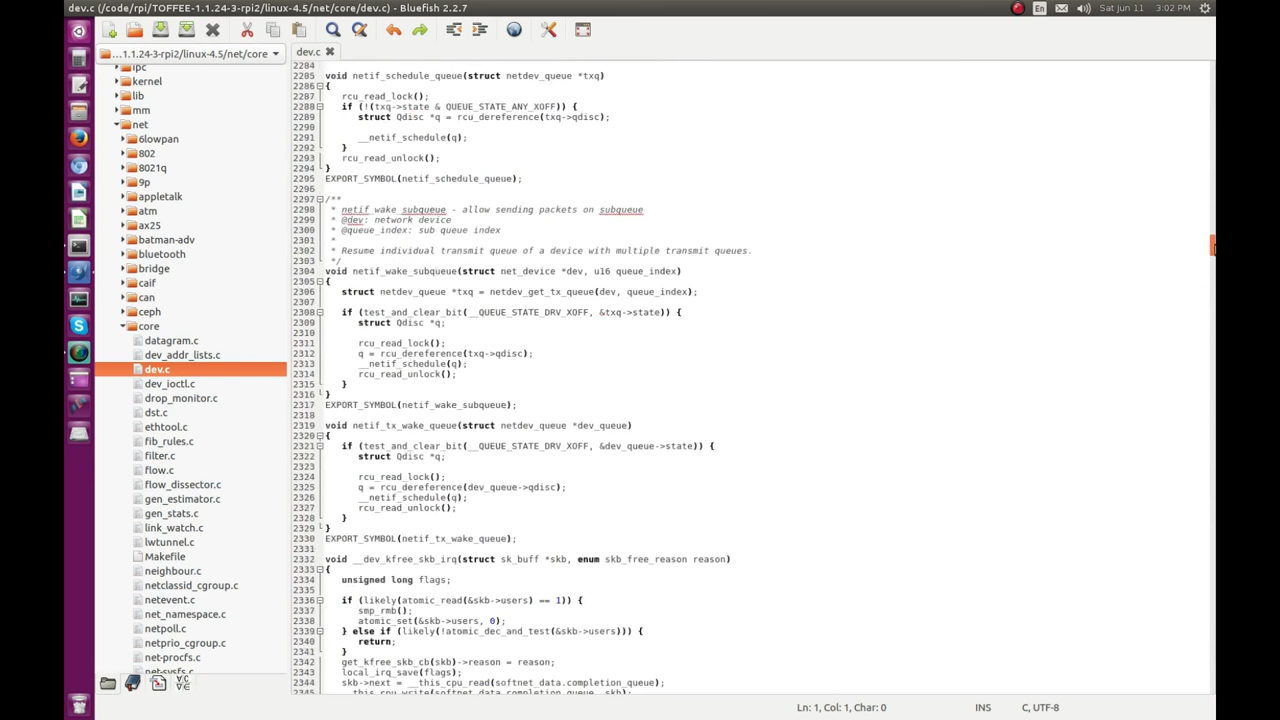 dev.c (/code/rpi/TOFFEE-1.1.24-3-rpi2/linux-4.5/net/core/dev.c) - Bluefish 2.2.7
En
Sat Jun 11
3:02 PM
...1.1.24-3-rpi2/linux-4.5/net/core
dev.c
ipc
kernel
lib
mm
net
6lowpan
802
8021q
9p
appletalk
atm
ax25
batman-adv
bluetooth
bridge
caif
can
ceph
core
datagram.c
dev_addr_lists.c
dev.c
dev_ioctl.c
drop_monitor.c
dst.c
ethtool.c
fib_rules.c
filter.c
flow.c
flow_dissector.c
gen_estimator.c
gen_stats.c
link_watch.c
lwtunnel.c
Makefile
neighbour.c
netclassid_cgroup.c
netevent.c
net_namespace.c
netpoll.c
netprio_cgroup.c
net-procfs.c
net-sysfs.c
2284
2285 void netif_schedule_queue(struct netdev_queue *txq)
2286 {
2287 rcu_read_lock();
2288 if (!(txq->state & QUEUE_STATE_ANY_XOFF)) {
2289 struct Qdisc *q = rcu_dereference(txq->qdisc);
2290
2291 __netif_schedule(q);
2292 }
2293 rcu_read_unlock();
2294 }
2295 EXPORT_SYMBOL(netif_schedule_queue);
2296
2297 /**
2298 * netif_wake_subqueue - allow sending packets on subqueue
2299 * @dev: network device
2300 * @queue_index: sub queue index
2301 *
2302 * Resume individual transmit queue of a device with multiple transmit queues.
2303 */
2304 void netif_wake_subqueue(struct net_device *dev, u16 queue_index)
2305 {
2306 struct netdev_queue *txq = netdev_get_tx_queue(dev, queue_index);
2307
2308 if (test_and_clear_bit(__QUEUE_STATE_DRV_XOFF, &txq->state)) {
2309 struct Qdisc *q;
2310
2311 rcu_read_lock();
2312 q = rcu_dereference(txq->qdisc);
2313 __netif_schedule(q);
2314 rcu_read_unlock();
2315 }
2316 }
2317 EXPORT_SYMBOL(netif_wake_subqueue);
2318
2319 void netif_tx_wake_queue(struct netdev_queue *dev_queue)
2320 {
2321 if (test_and_clear_bit(__QUEUE_STATE_DRV_XOFF, &dev_queue->state)) {
2322 struct Qdisc *q;
2323
2324 rcu_read_lock();
2325 q = rcu_dereference(dev_queue->qdisc);
2326 __netif_schedule(q);
2327 rcu_read_unlock();
2328 }
2329 }
2330 EXPORT_SYMBOL(netif_tx_wake_queue);
2331
2332 void __dev_kfree_skb_irq(struct sk_buff *skb, enum skb_free_reason reason)
2333 {
2334 unsigned long flags;
2335
2336 if (likely(atomic_read(&skb->users) == 1)) {
2337 smp_rmb();
2338 atomic_set(&skb->users, 0);
2339 } else if (likely(!atomic_dec_and_test(&skb->users))) {
2340 return;
2341 }
2342 get_kfree_skb_cb(skb)->reason = reason;
2343 local_irq_save(flags);
2344 skb->next = __this_cpu_read(softnet_data.completion_queue);
2345 __this_cpu_write(softnet_data.completion_queue, skb);
Ln: 1, Col: 1, Char: 0
INS
C, UTF-8